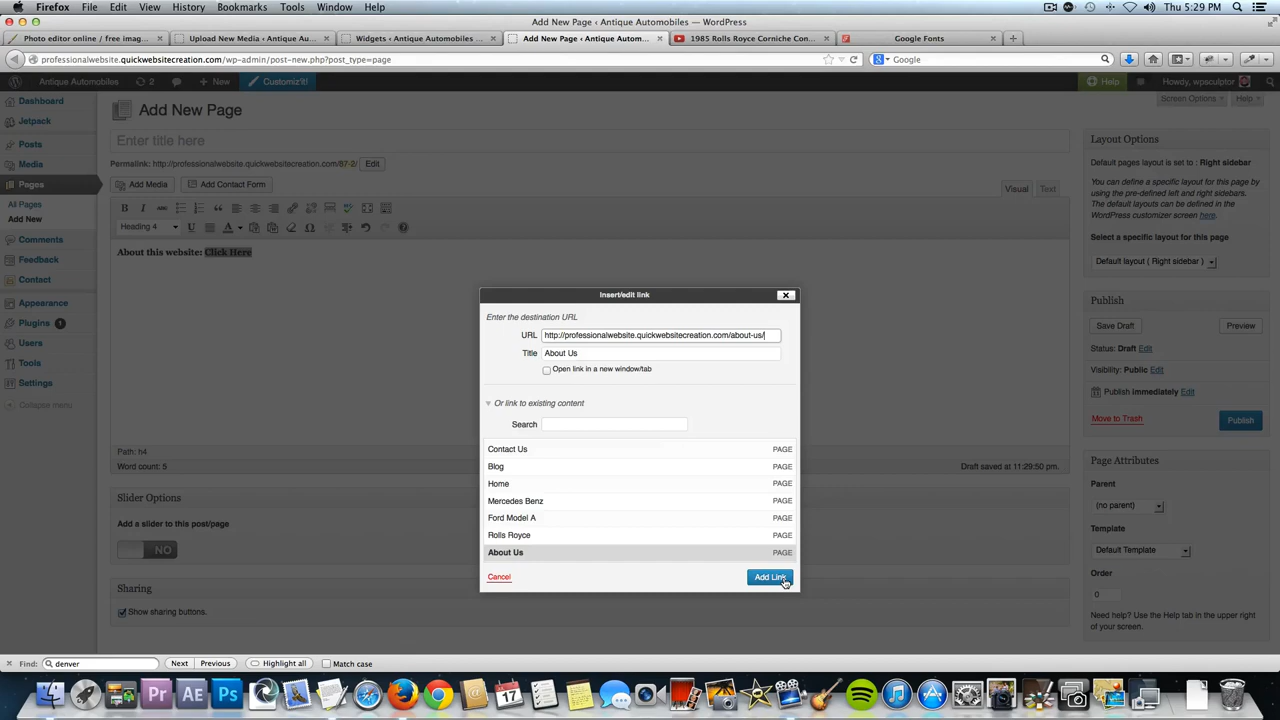 Firefox File Edit View History Bookmarks Tools Window Help Thu 5:29 PM
Add New Page ‹ Antique Automobiles — WordPress
Photo editor online / free imag... Upload New Media ‹ Antique Au... Widgets ‹ Antique Automobiles ... Add New Page ‹ Antique Autom... 1985 Rolls Royce Corniche Con... Google Fonts
professionalwebsite.quickwebsitecreation.com/wp-admin/post-new.php?post_type=page Google
Antique Automobiles 2 + New Customize It! Help Howdy, wpsculptor
Dashboard
Jetpack
Posts
Media
Pages
All Pages
Add New
Comments
Feedback
Contact
Appearance
Plugins 1
Users
Tools
Settings
Collapse menu
Add New Page
Screen Options Help
Enter title here
Permalink: http://professionalwebsite.quickwebsitecreation.com/87-2/ Edit
Add Media Add Contact Form Visual Text
B I ABC
Heading 4 U A
About this website: Click Here
Path: h4
Word count: 5 Draft saved at 11:29:50 pm.
Slider Options
Add a slider to this post/page
NO
Sharing
Show sharing buttons.
Insert/edit link
Enter the destination URL
URL http://professionalwebsite.quickwebsitecreation.com/about-us/
Title About Us
Open link in a new window/tab
Or link to existing content
Search
Contact Us PAGE
Blog PAGE
Home PAGE
Mercedes Benz PAGE
Ford Model A PAGE
Rolls Royce PAGE
About Us PAGE
Cancel Add Link
Layout Options
Default pages layout is set to : Right sidebar
You can define a specific layout for this page by
using the pre-defined left and right sidebars.
The default layouts can be defined in the
WordPress customizer screen here.
Select a specific layout for this page
Default layout ( Right sidebar )
Publish
Save Draft Preview
Status: Draft Edit
Visibility: Public Edit
Publish immediately Edit
Move to Trash Publish
Page Attributes
Parent
(no parent)
Template
Default Template
Order
0
Need help? Use the Help tab in the upper right
of your screen.
Find: denver Next Previous Highlight all Match case
Pr Ae Ps 17